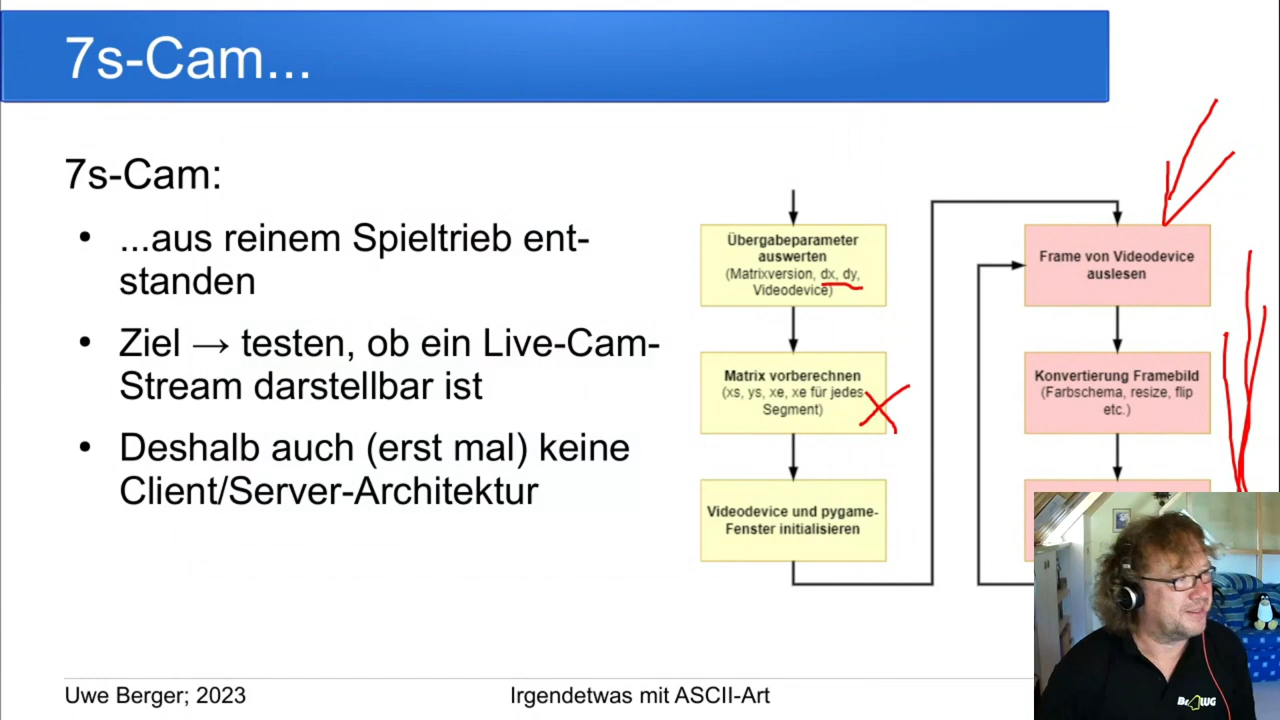 7s-Cam...
7s-Cam:
• ...aus reinem Spieltrieb ent-
standen
• Ziel → testen, ob ein Live-Cam-
Stream darstellbar ist
• Deshalb auch (erst mal) keine
Client/Server-Architektur
Übergabeparameter
auswerten
(Matrixversion, dx, dy,
Videodevice)
Matrix vorberechnen
(xs, ys, xe, xe für jedes
Segment)
Videodevice und pygame-
Fenster initialisieren
Frame von Videodevice
auslesen
Konvertierung Framebild
(Farbschema, resize, flip
etc.)
Uwe Berger; 2023
Irgendetwas mit ASCII-Art